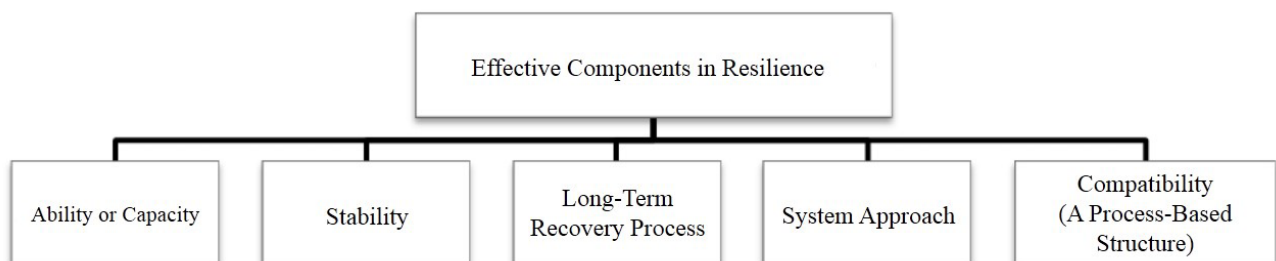 Effective Components in Resilience
Ability or Capacity
Stability
Long-Term
Recovery Process
System Approach
Compatibility
(A Process-Based
Structure)